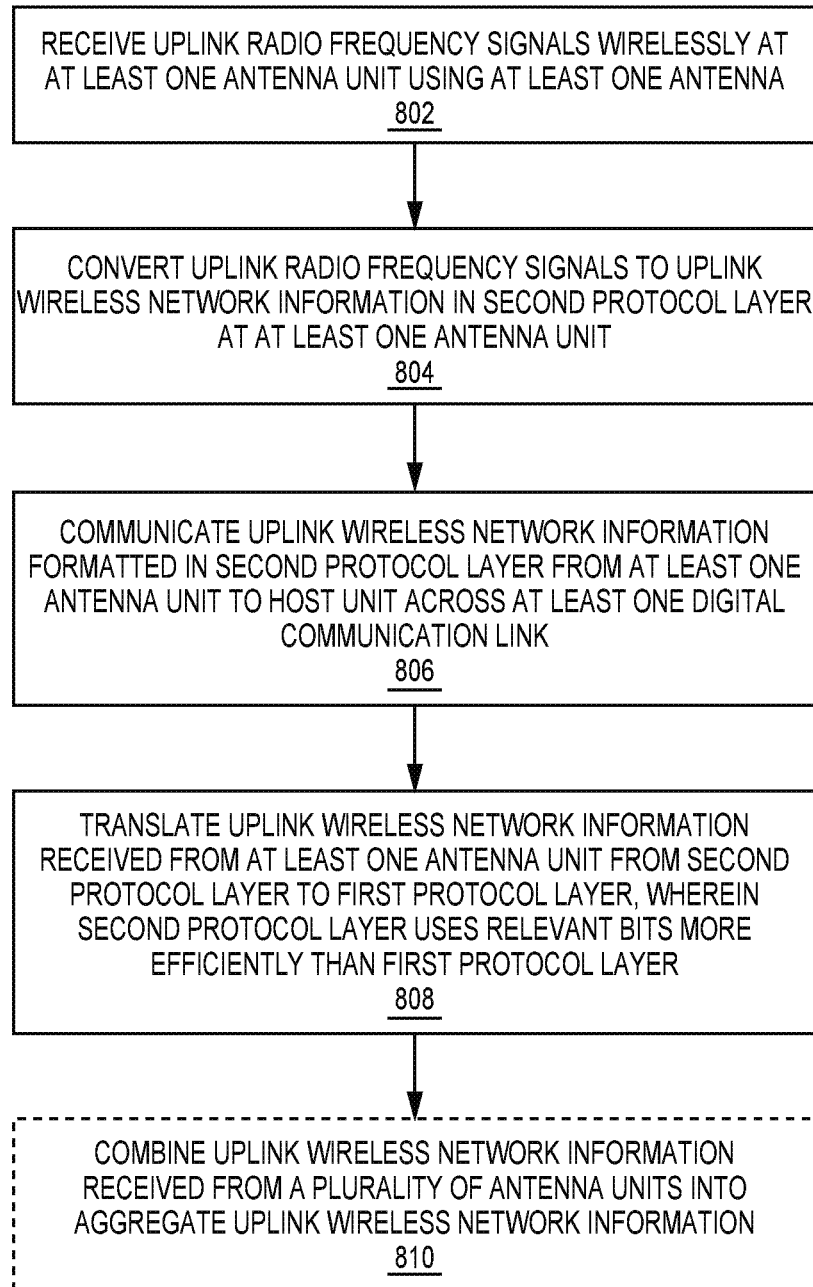 RECEIVE UPLINK RADIO FREQUENCY SIGNALS WIRELESSLY AT
AT LEAST ONE ANTENNA UNIT USING AT LEAST ONE ANTENNA
802
CONVERT UPLINK RADIO FREQUENCY SIGNALS TO UPLINK
WIRELESS NETWORK INFORMATION IN SECOND PROTOCOL LAYER
AT AT LEAST ONE ANTENNA UNIT
804
COMMUNICATE UPLINK WIRELESS NETWORK INFORMATION
FORMATTED IN SECOND PROTOCOL LAYER FROM AT LEAST ONE
ANTENNA UNIT TO HOST UNIT ACROSS AT LEAST ONE DIGITAL
COMMUNICATION LINK
806
TRANSLATE UPLINK WIRELESS NETWORK INFORMATION
RECEIVED FROM AT LEAST ONE ANTENNA UNIT FROM SECOND
PROTOCOL LAYER TO FIRST PROTOCOL LAYER, WHEREIN
SECOND PROTOCOL LAYER USES RELEVANT BITS MORE
EFFICIENTLY THAN FIRST PROTOCOL LAYER
808
COMBINE UPLINK WIRELESS NETWORK INFORMATION
RECEIVED FROM A PLURALITY OF ANTENNA UNITS INTO
AGGREGATE UPLINK WIRELESS NETWORK INFORMATION
810